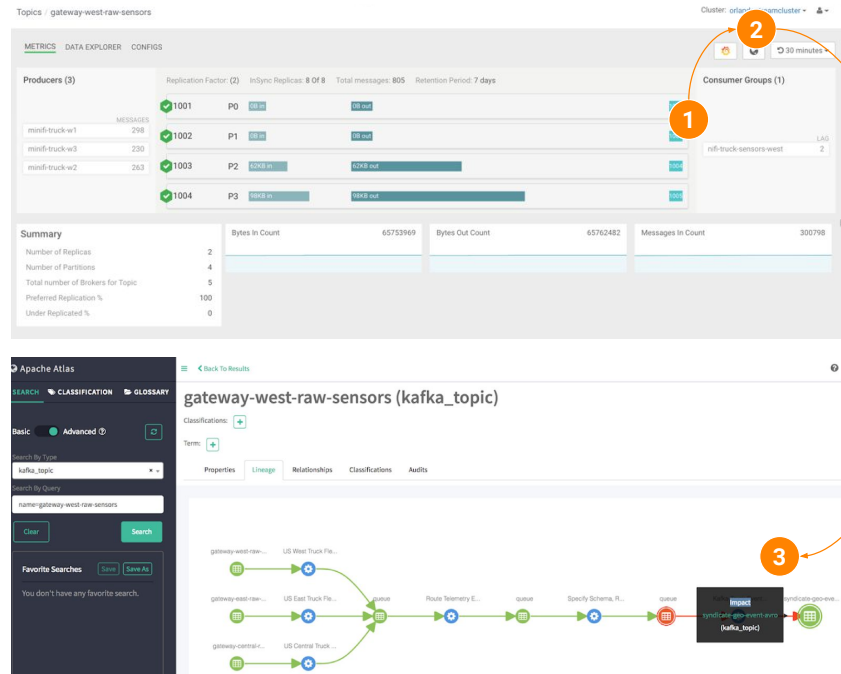 Topics / gateway-west-raw-sensors
Cluster:
METRICS DATA EXPLORER CONFIGS
2
30 minutes
Producers (3)
Replication Factor: (2) InSync Replicas: 8 Of 8 Total messages: 805 Retention Period: 7 days
Consumer Groups (1)
1001 P0 0B in 0B out
1
MESSAGES
minifi-truck-w1 298
1002 P1 0B in 0B out
LAG
minifi-truck-w3 230
nifi-truck-sensors-west 2
minifi-truck-w2 263
1003 P2 62KB in 62KB out 1004
1004 P3 98KB in 98KB out
Summary
Bytes In Count 65753969
Bytes Out Count 65762482
Messages In Count 300798
Number of Replicas 2
Number of Partitions 4
Total number of Brokers for Topic 5
Preferred Replication % 100
Under Replicated % 0
Apache Atlas
Back To Results
SEARCH CLASSIFICATION GLOSSARY
gateway-west-raw-sensors (kafka_topic)
Classifications: +
Basic Advanced
Term: +
Search By Type
kafka_topic
Properties Lineage Relationships Classifications Audits
Search By Query
name=gateway-west-raw-sensors
Clear Search
Favorite Searches Save Save As
You don't have any favorite search.
3
gateway-west-raw-... US West Truck Fle...
gateway-east-raw-... US East Truck Fle... queue Route Telemetry E... queue Specify Schema, R... queue syndicate-geo-eve...
Impact
syndicate-geo-event-avro
(kafka_topic)
gateway-central-r... US Central Truck ...